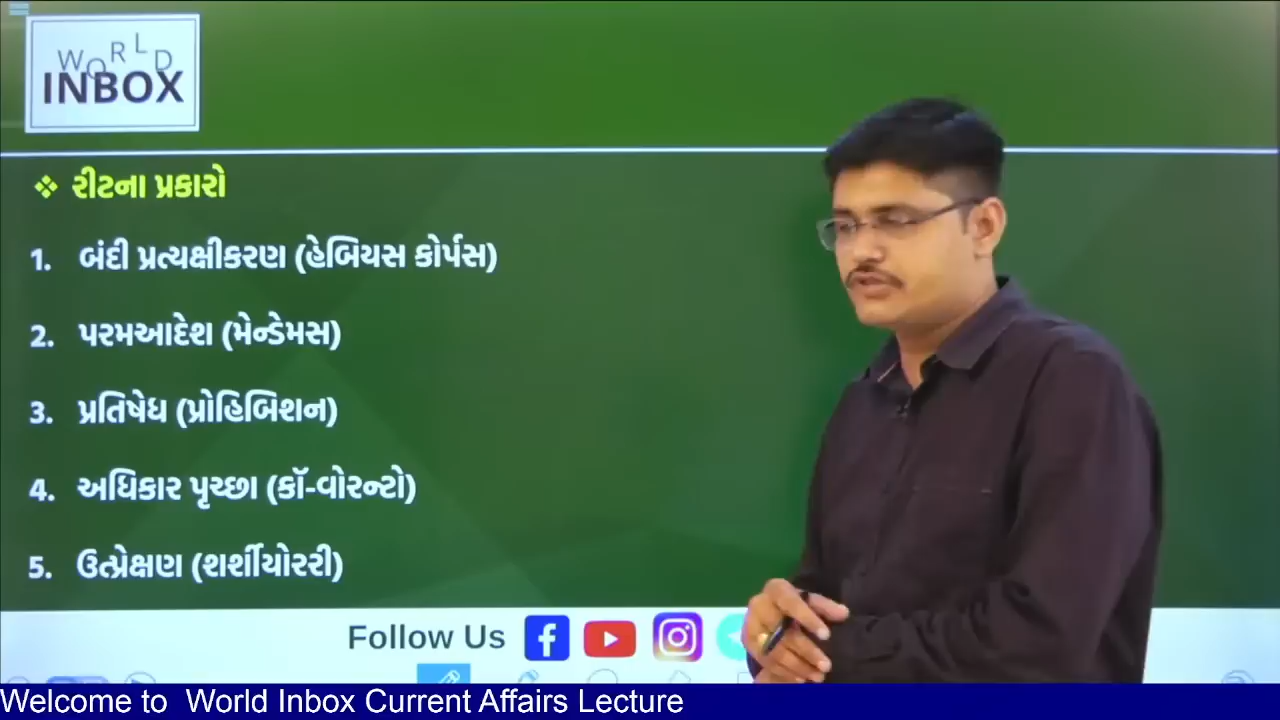 WORLD
INBOX
❖ રીટના પ્રકારો
1. બંદી પ્રત્યક્ષીકરણ (હેબિયસ કોર્પસ)
2. પરમઆદેશ (મેન્ડેમસ)
3. પ્રતિષેધ (પ્રોહિબિશન)
4. અધિકાર પૃચ્છા (કૉ-વોરન્ટો)
5. ઉત્પ્રેક્ષણ (શર્શીયોરરી)
Follow Us
Welcome to World Inbox Current Affairs Lecture